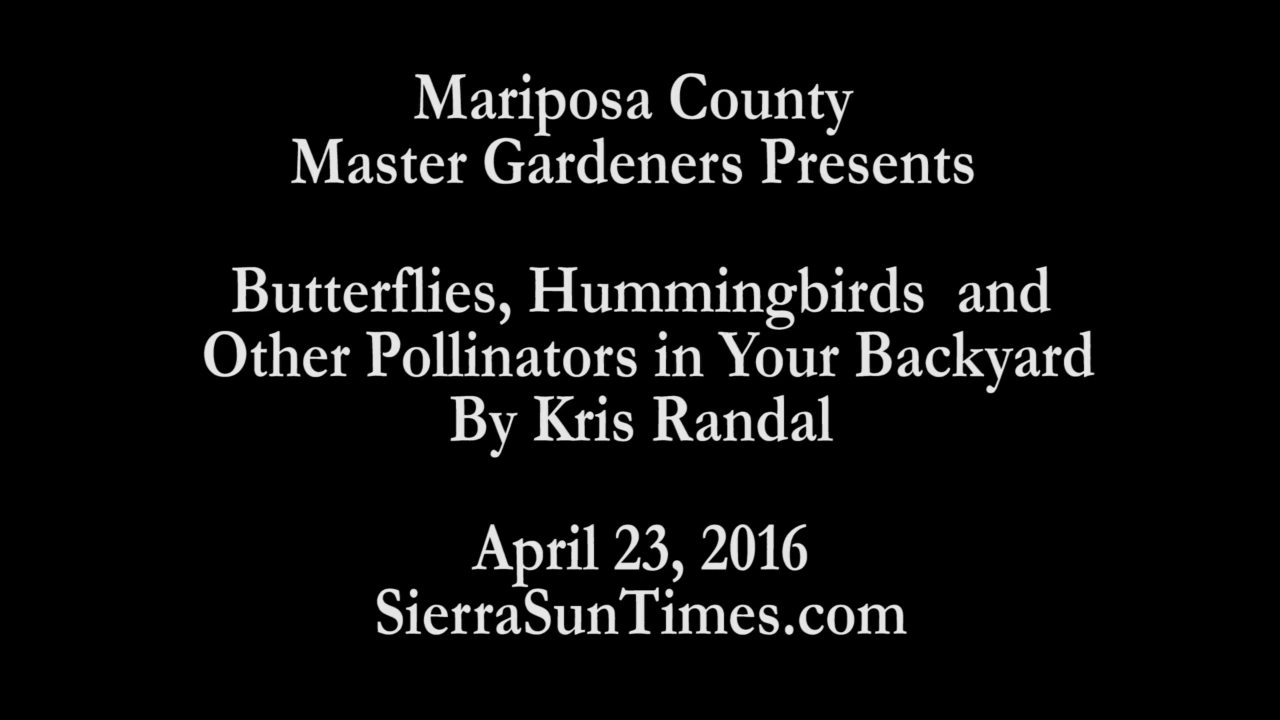 Mariposa County
Master Gardeners Presents
Butterflies, Hummingbirds  and
Other Pollinators in Your Backyard
By Kris Randal
April 23, 2016
SierraSunTimes.com